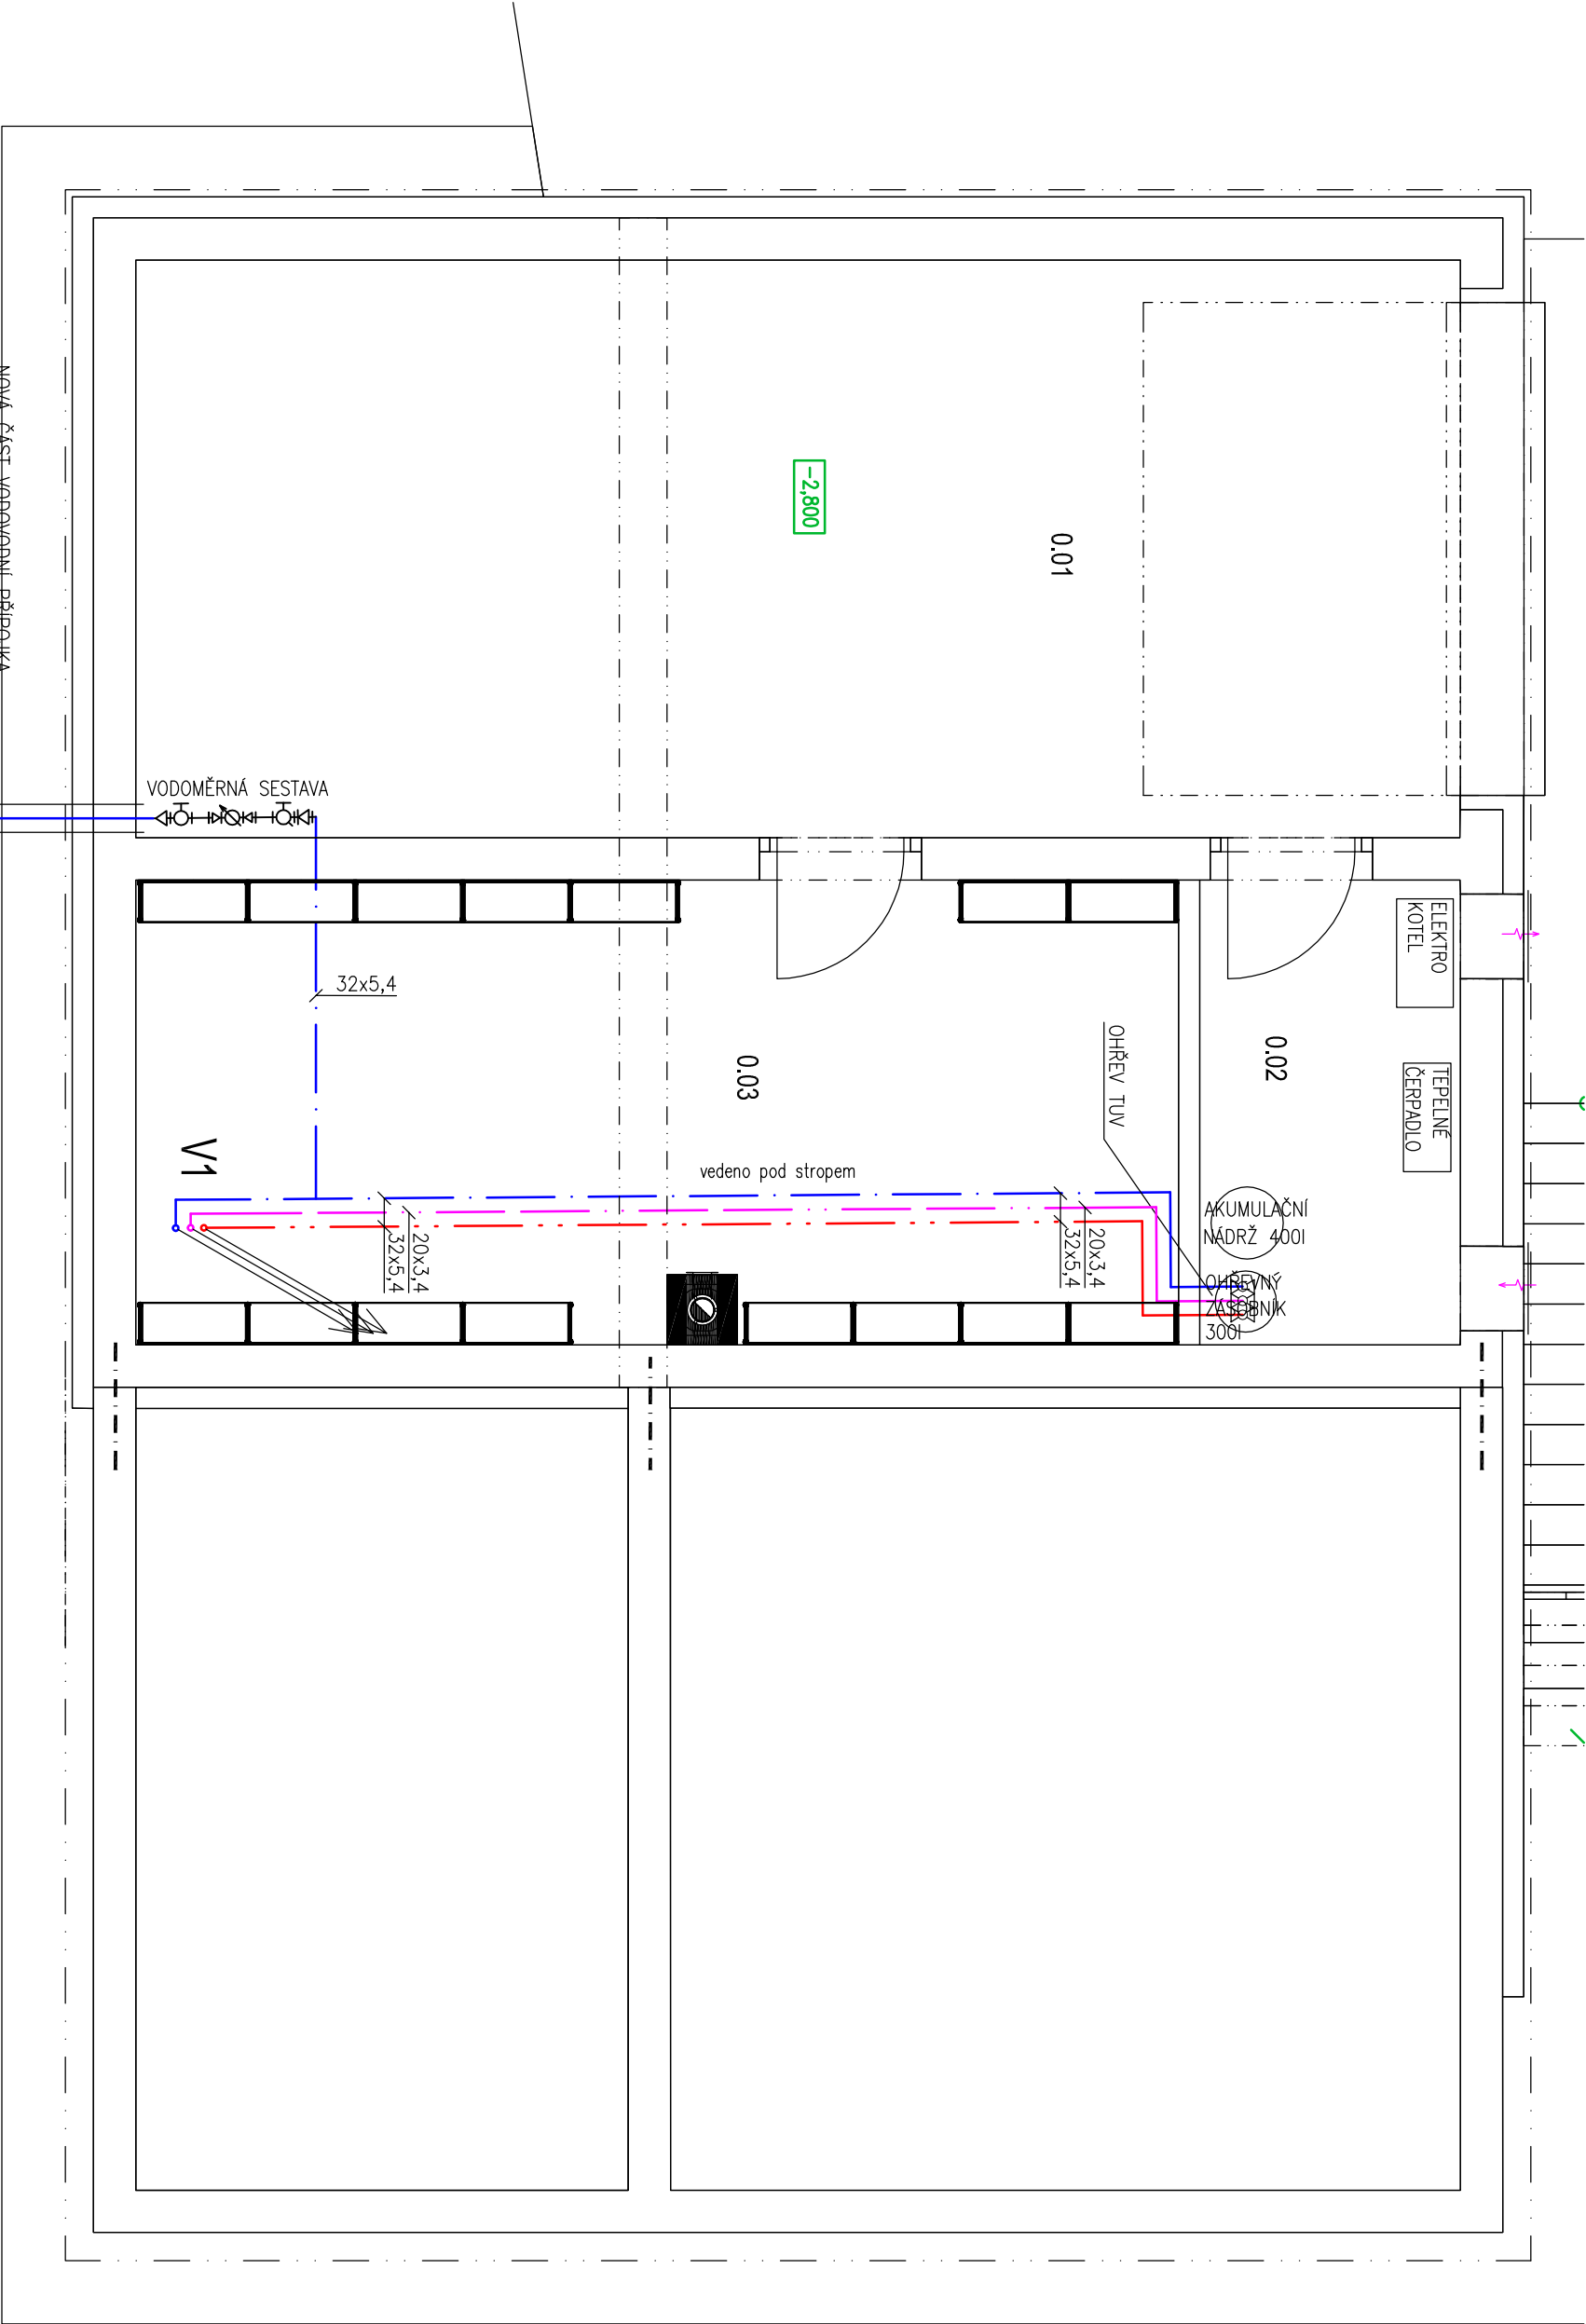 NOVÁ ČÁST VODOVODNÍ PŘÍPOJKA
-2,800
0.01
VODOMĚRNÁ SESTAVA
ELEKTRO
KOTEL
32x5,4
OHŘEV TUV
0.02
0.03
TEPELNÉ
ČERPADLO
V1
vedeno pod stropem
AKUMULAČNÍ
NÁDRŽ 400l
20x3,4
32x5,4
20x3,4
32x5,4
OHŘEVNÝ
ZÁSOBNÍK
300l